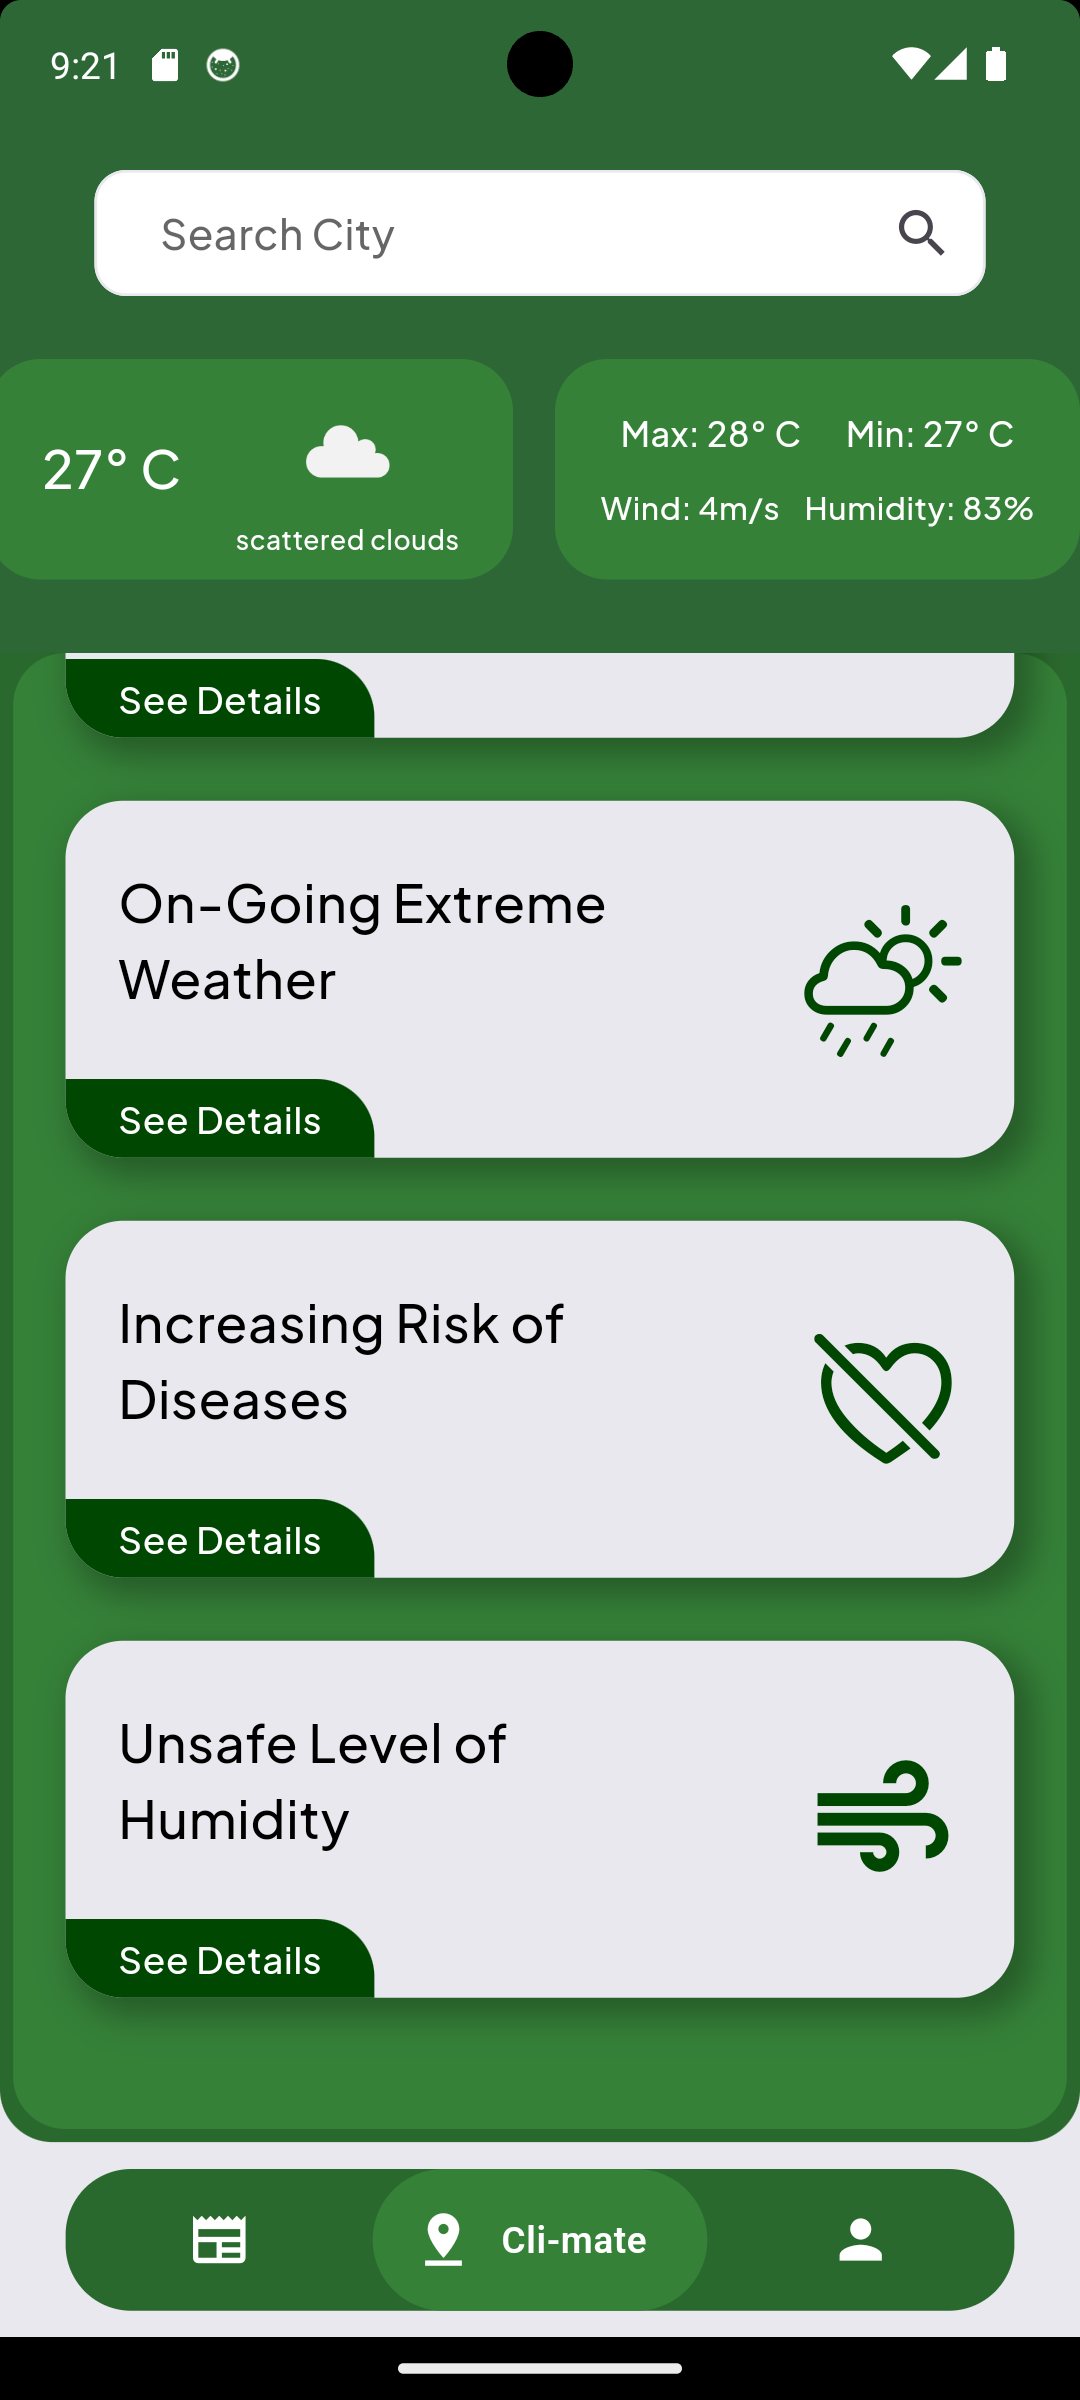 9:21
Search City
27° C
scattered clouds
Max: 28° C Min: 27° C
Wind: 4m/s Humidity: 83%
See Details
On-Going Extreme
Weather
See Details
Increasing Risk of
Diseases
See Details
Unsafe Level of
Humidity
See Details
Cli-mate